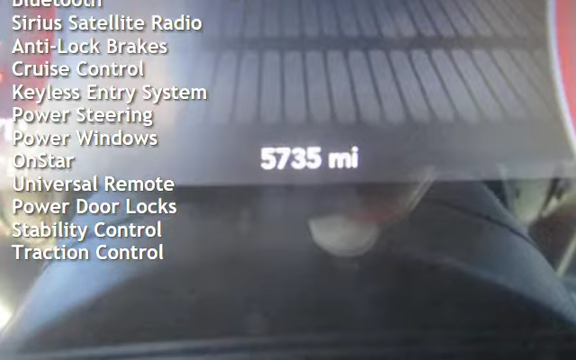 Bluetooth
Sirius Satellite Radio
Anti-Lock Brakes
Cruise Control
Keyless Entry System
Power Steering
Power Windows
OnStar
Universal Remote
Power Door Locks
Stability Control
Traction Control
5735 mi